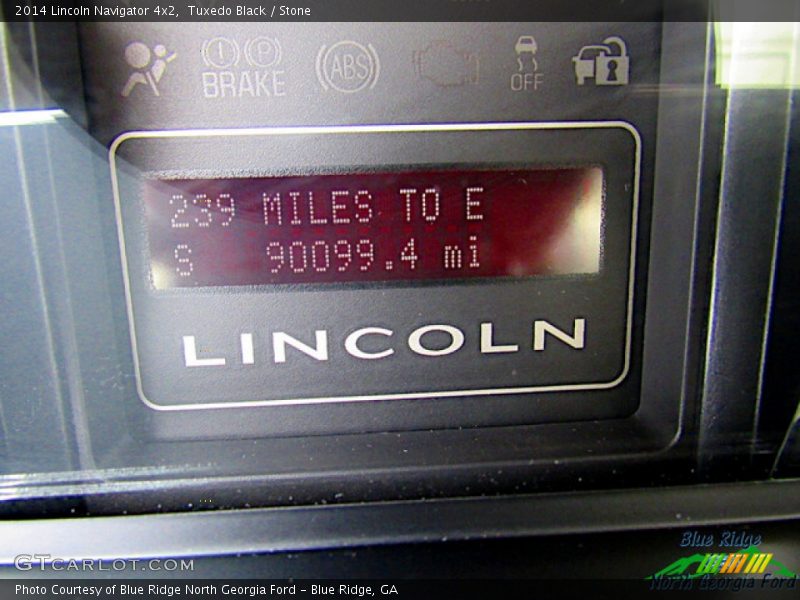 2014 Lincoln Navigator 4x2,  Tuxedo Black / Stone
BRAKE
ABS
OFF
239 MILES TO E
S 90099.4 mi
LINCOLN
GTCARLOT.COM
Blue Ridge
North Georgia Ford
Photo Courtesy of Blue Ridge North Georgia Ford – Blue Ridge, GA